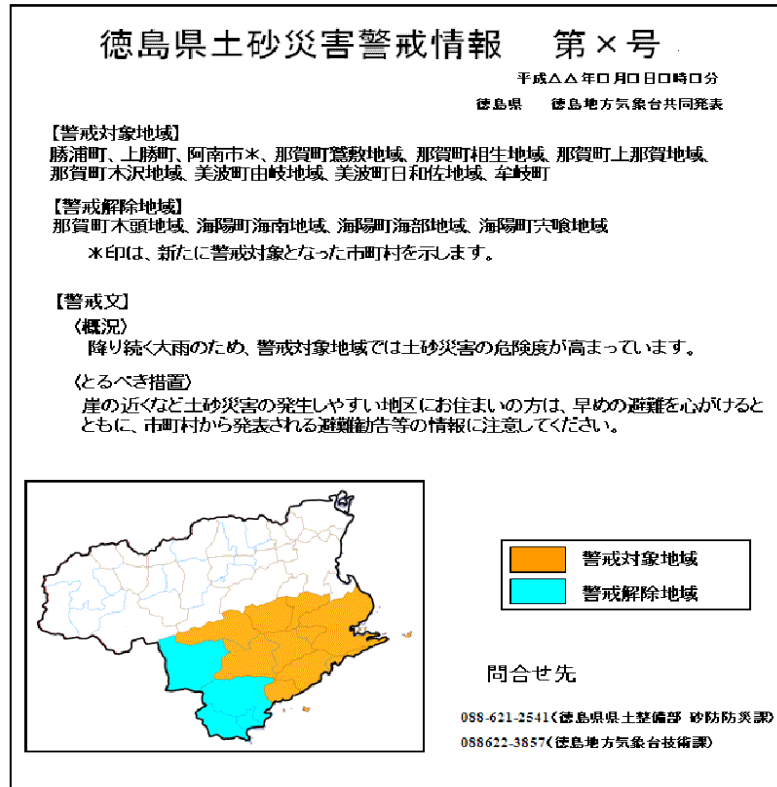 徳島県土砂災害警戒情報　第×号
平成△△年□月□日□時□分
徳島県　徳島地方気象台共同発表
【警戒対象地域】
勝浦町、上勝町、阿南市＊、那賀町鷲敷地域、那賀町相生地域、那賀町上那賀地域、
那賀町木沢地域、美波町由岐地域、美波町日和佐地域、牟岐町
【警戒解除地域】
那賀町木頭地域、海陽町海南地域、海陽町海部地域、海陽町宍喰地域
＊印は、新たに警戒対象となった市町村を示します。
【警戒文】
〈概況〉
降り続く大雨のため、警戒対象地域では土砂災害の危険度が高まっています。
〈とるべき措置〉
崖の近くなど土砂災害の発生しやすい地区にお住まいの方は、早めの避難を心がけると
ともに、市町村から発表される避難勧告等の情報に注意してください。
警戒対象地域
警戒解除地域
問合せ先
088-621-2541(徳島県県土整備部 砂防防災課)
088622-3857(徳島地方気象台技術課)